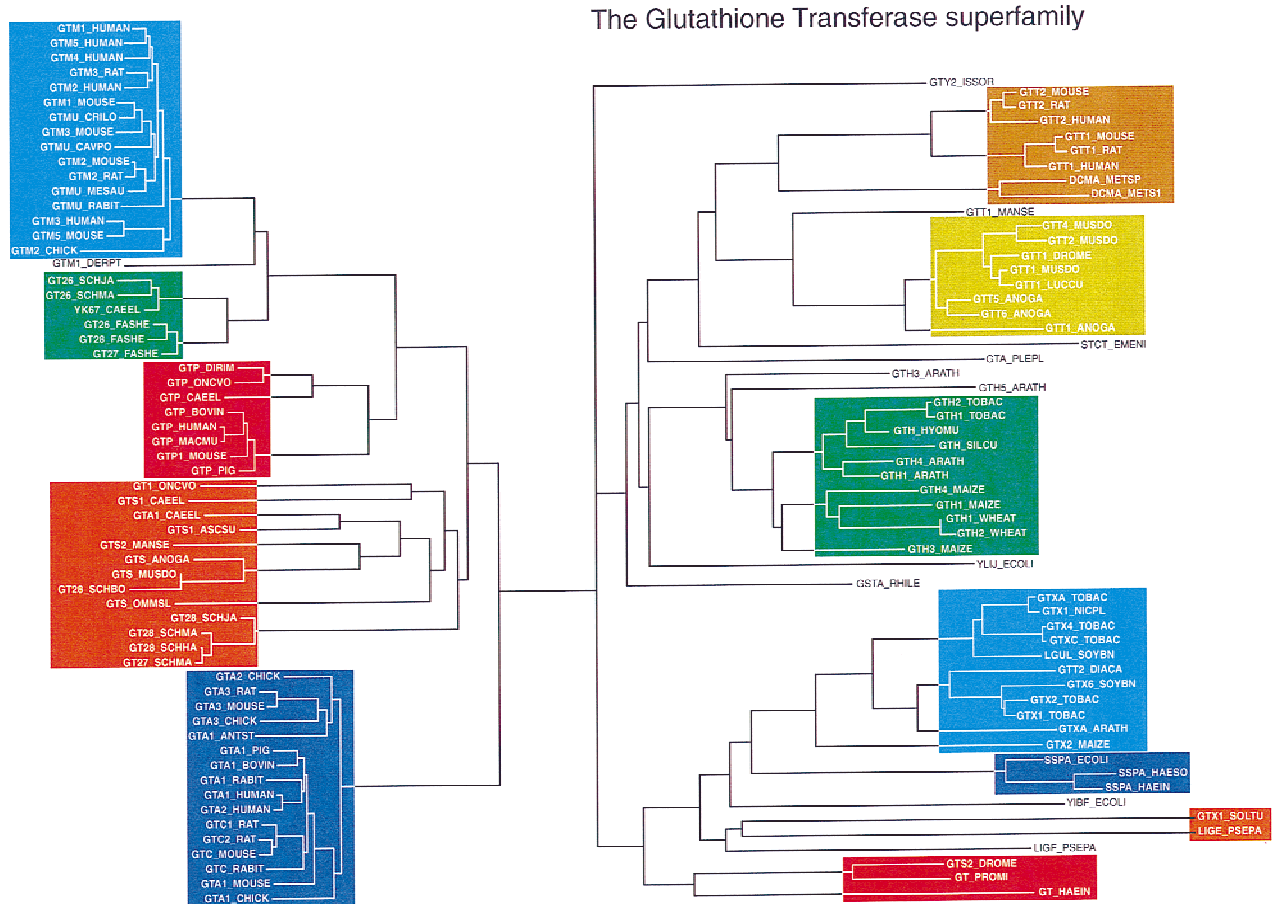 The Glutathione Transferase superfamily
GTM1_HUMAN
GTM5_HUMAN
GTM4_HUMAN
GTM3_RAT
GTM2_HUMAN
GTM1_MOUSE
GTMU_CRILO
GTM3_MOUSE
GTMU_CAVPO
GTM2_MOUSE
GTM2_RAT
GTMU_MESAU
GTMU_RABIT
GTM3_HUMAN
GTM5_MOUSE
GTM2_CHICK
GTM1_DERPT
GT26_SCHJA
GT26_SCHMA
YK67_CAEEL
GT26_FASHE
GT28_FASHE
GT27_FASHE
GTP_DIRIM
GTP_ONCVO
GTP_CAEEL
GTP_BOVIN
GTP_HUMAN
GTP_MACMU
GTP1_MOUSE
GTP_PIG
GT1_ONCVO
GTS1_CAEEL
GTA1_CAEEL
GTS1_ASCSU
GTS2_MANSE
GTS_ANOGA
GTS_MUSDO
GT28_SCHBO
GTS_OMMSL
GT28_SCHJA
GT28_SCHMA
GT28_SCHHA
GT27_SCHMA
GTA2_CHICK
GTA3_RAT
GTA3_MOUSE
GTA3_CHICK
GTA1_ANTST
GTA1_PIG
GTA1_BOVIN
GTA1_RABIT
GTA1_HUMAN
GTA2_HUMAN
GTC1_RAT
GTC2_RAT
GTC_MOUSE
GTC_RABIT
GTA1_MOUSE
GTA1_CHICK
GTY2_ISSOR
GTT2_MOUSE
GTT2_RAT
GTT2_HUMAN
GTT1_MOUSE
GTT1_RAT
GTT1_HUMAN
DCMA_METSP
DCMA_METS1
GTT1_MANSE
GTT4_MUSDO
GTT2_MUSDO
GTT1_DROME
GTT1_MUSDO
GTT1_LUCCU
GTT5_ANOGA
GTT6_ANOGA
GTT1_ANOGA
STCT_EMENI
GTA_PLEPL
GTH3_ARATH
GTH5_ARATH
GTH2_TOBAC
GTH1_TOBAC
GTH_HYOMU
GTH_SILCU
GTH4_ARATH
GTH1_ARATH
GTH4_MAIZE
GTH1_MAIZE
GTH1_WHEAT
GTH2_WHEAT
GTH3_MAIZE
YLIJ_ECOLI
GSTA_RHILE
GTXA_TOBAC
GTX1_NICPL
GTX4_TOBAC
GTXC_TOBAC
LGUL_SOYBN
GTT2_DIACA
GTX6_SOYBN
GTX2_TOBAC
GTX1_TOBAC
GTXA_ARATH
GTX2_MAIZE
SSPA_ECOLI
SSPA_HAESO
SSPA_HAEIN
YIBF_ECOLI
GTX1_SOLTU
LIGE_PSEPA
LIGF_PSEPA
GTS2_DROME
GT_PROMI
GT_HAEIN